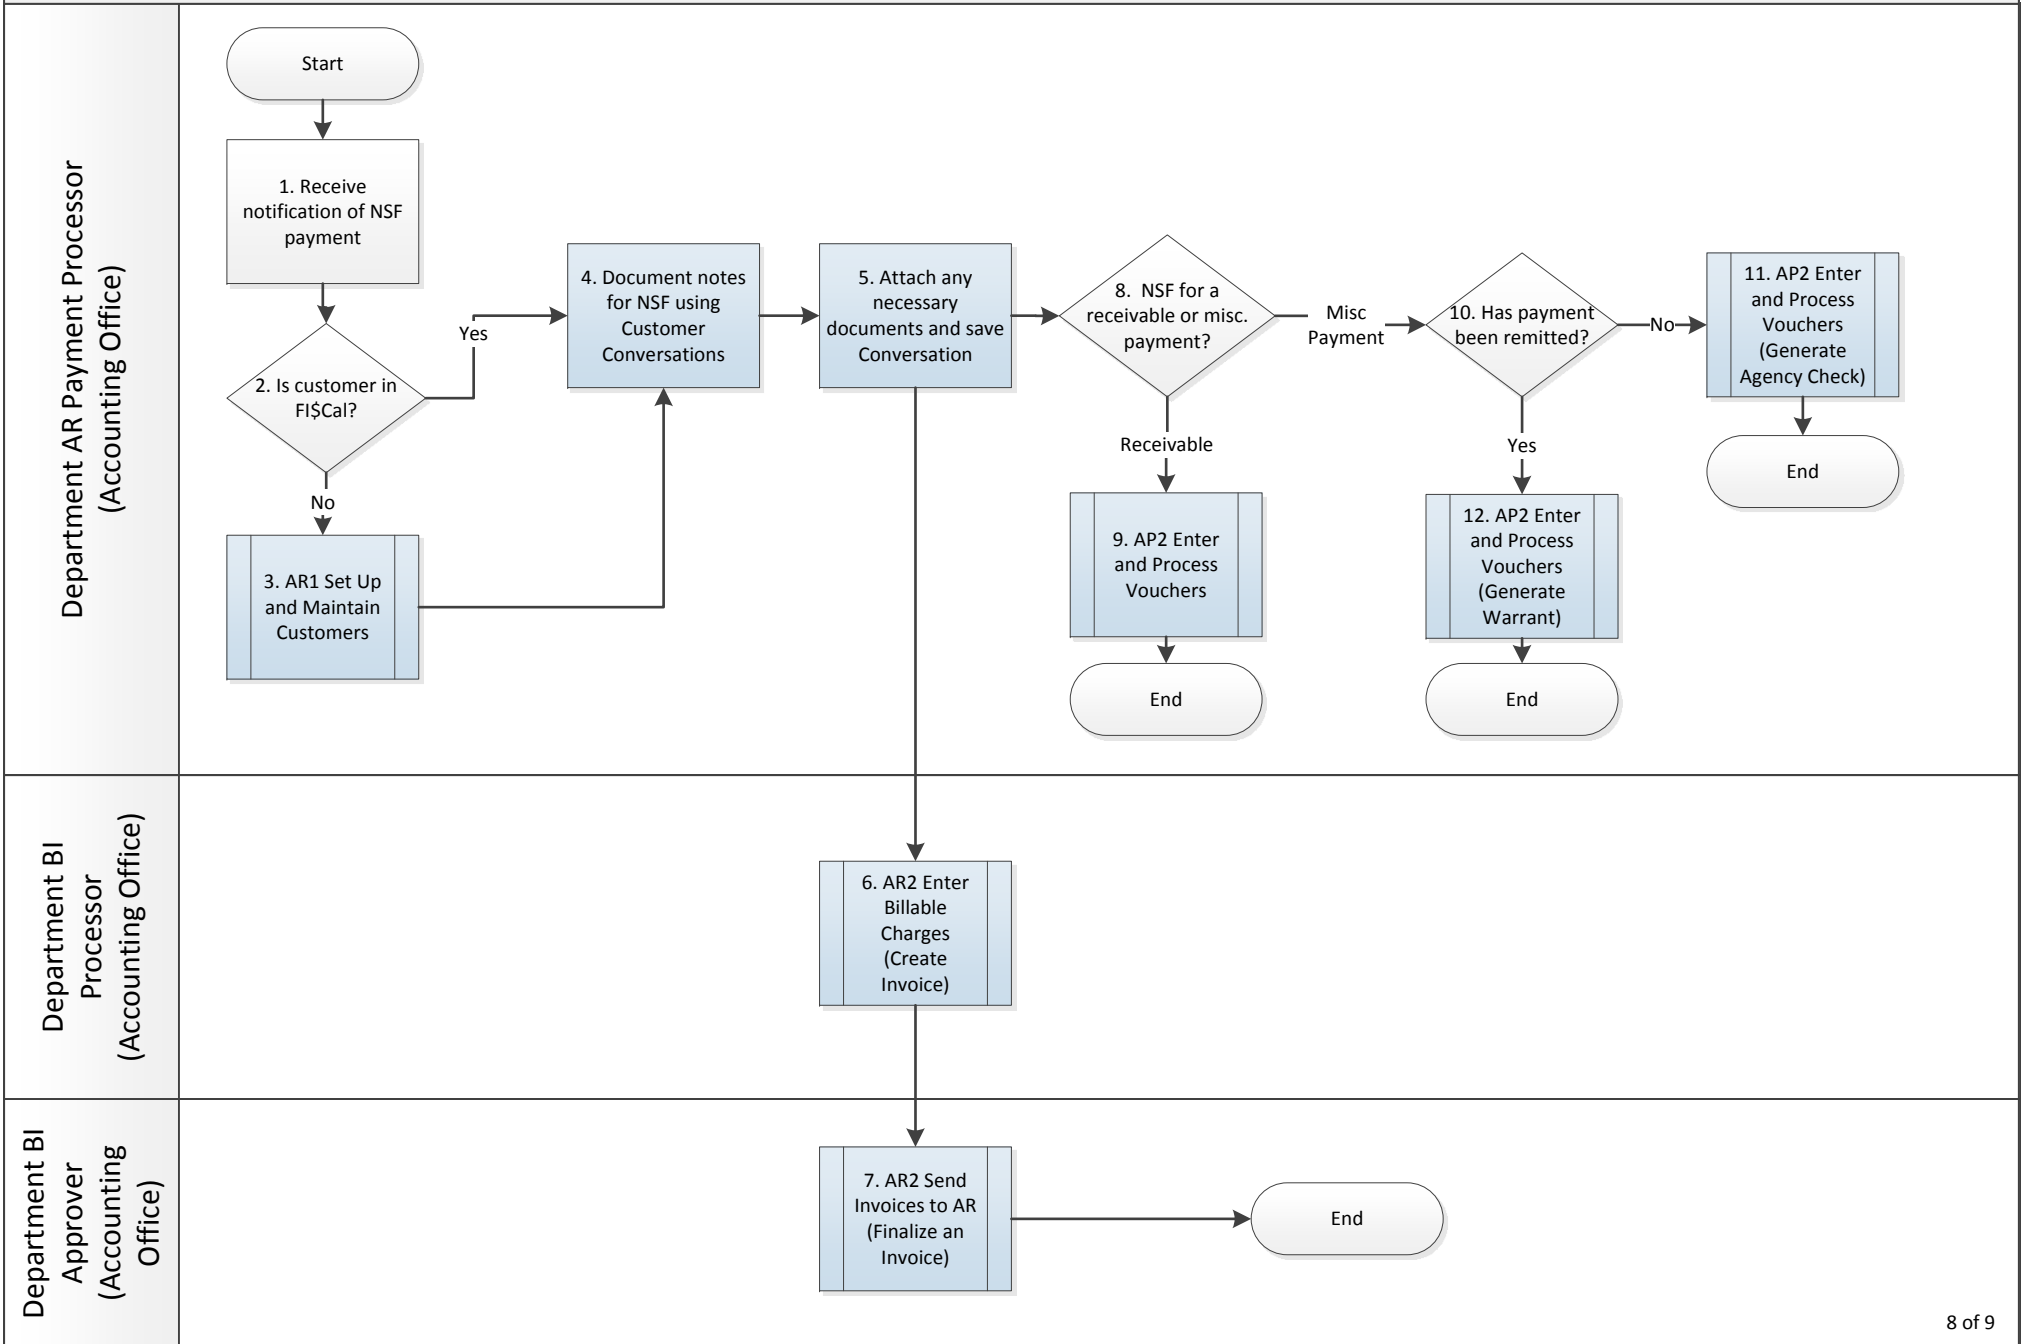 Department AR Payment Processor
(Accounting Office)
Start
1. Receive
notification of NSF
payment
2. Is customer in
FI$Cal?
Yes
No
3. AR1 Set Up
and Maintain
Customers
4. Document notes
for NSF using
Customer
Conversations
5. Attach any
necessary
documents and save
Conversation
8.  NSF for a
receivable or misc.
payment?
Receivable
9. AP2 Enter
and Process
Vouchers
End
Misc
Payment
10. Has payment
been remitted?
Yes
12. AP2 Enter
and Process
Vouchers
(Generate
Warrant)
End
No
11. AP2 Enter
and Process
Vouchers
(Generate
Agency Check)
End
Department BI
Processor
(Accounting Office)
6. AR2 Enter
Billable
Charges
(Create
Invoice)
Department BI
Approver
(Accounting
Office)
7. AR2 Send
Invoices to AR
(Finalize an
Invoice)
End
8 of 9